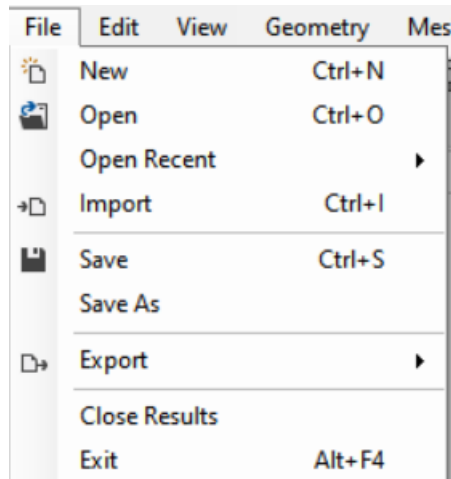 File Edit View Geometry Mes
New Ctrl+N
Open Ctrl+O
Open Recent
Import Ctrl+I
Save Ctrl+S
Save As
Export
Close Results
Exit Alt+F4